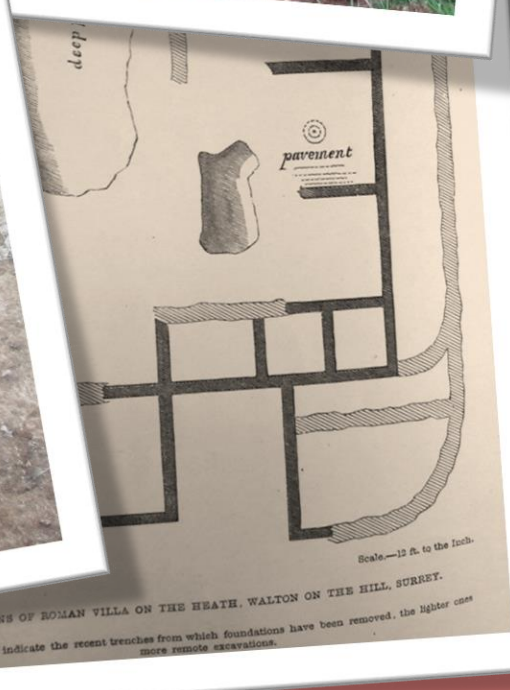 deep
pavement
Scale.—12 ft. to the Inch.
NS OF ROMAN VILLA ON THE HEATH, WALTON ON THE HILL, SURREY.
indicate the recent trenches from which foundations have been removed, the lighter ones
more remote excavations.